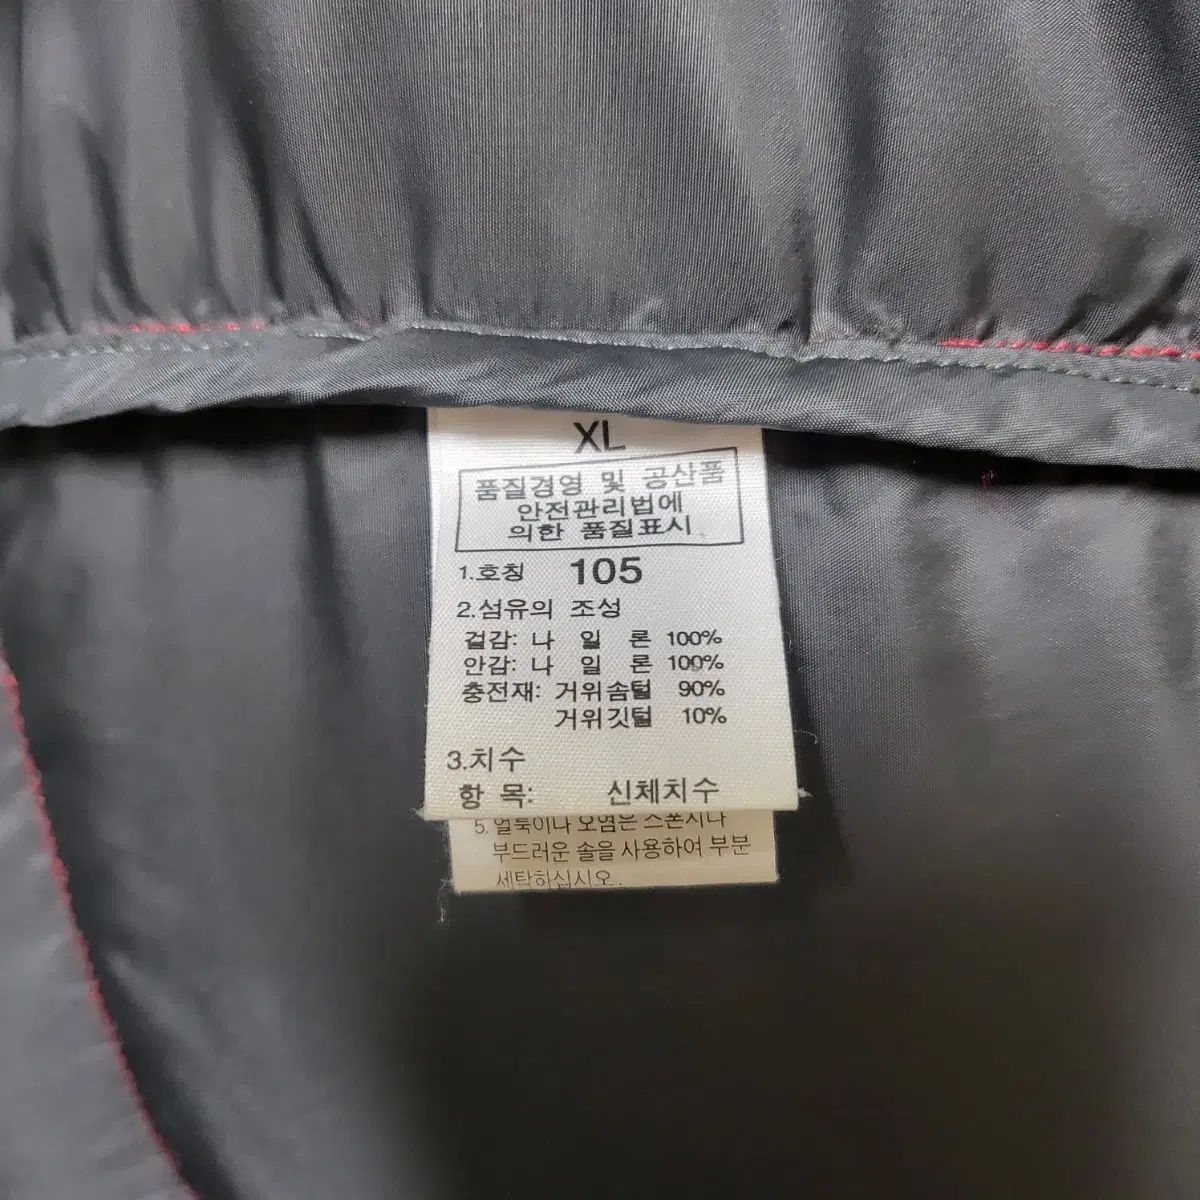 XL
품질경영 및 공산품
안전관리법에
의한 품질표시
1.호칭 105
2.섬유의 조성
겉감: 나 일 론 100%
안감: 나 일 론 100%
충전재: 거위솜털 90%
거위깃털 10%
3.치수
항 목: 신체치수
5. 얼룩이나 오염은 스폰지나
부드러운 솔을 사용하여 부분
세탁하십시오.